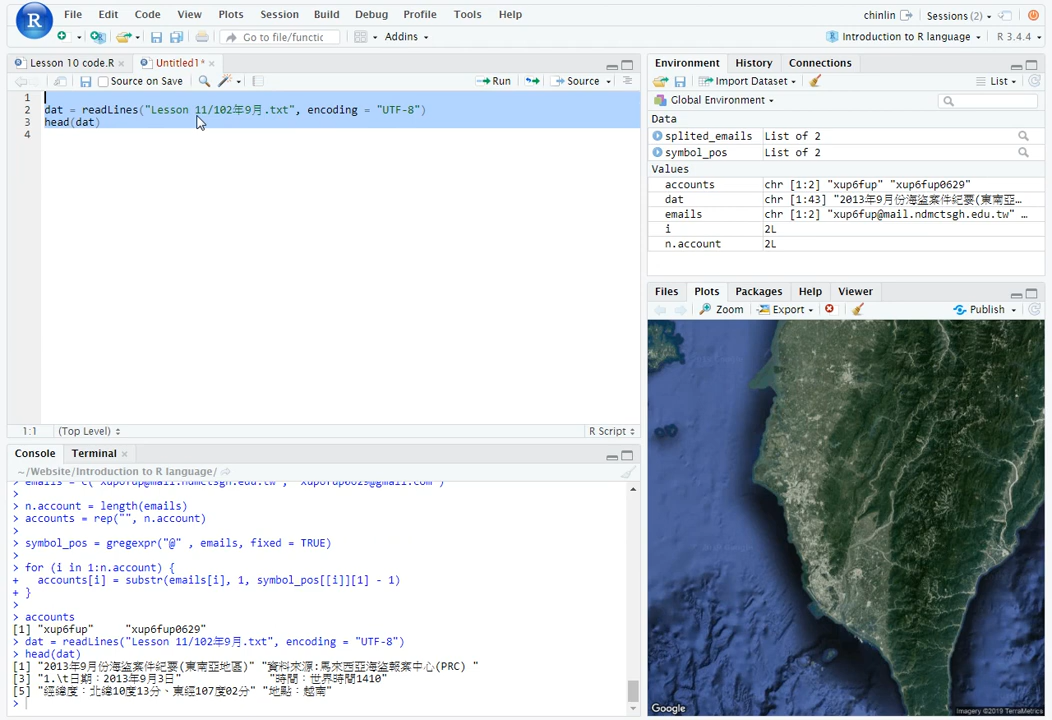 File Edit Code View Plots Session Build Debug Profile Tools Help
chinlin Sessions (2)
Go to file/functic Addins
Introduction to R language R 3.4.4
Lesson 10 code.R Untitled1*
Source on Save Run Source
1
2 dat = readLines("Lesson 11/102年9月.txt", encoding = "UTF-8")
3 head(dat)
4
1:1 (Top Level) R Script
Console Terminal
~/Website/Introduction to R language/
> emails = c("xup6fup@mail.ndmctsgh.edu.tw", "xup6fup0629@gmail.com")
>
> n.account = length(emails)
> accounts = rep("", n.account)
>
> symbol_pos = gregexpr("@" , emails, fixed = TRUE)
>
> for (i in 1:n.account) {
+ accounts[i] = substr(emails[i], 1, symbol_pos[[i]][1] - 1)
+ }
>
> accounts
[1] "xup6fup" "xup6fup0629"
> dat = readLines("Lesson 11/102年9月.txt", encoding = "UTF-8")
> head(dat)
[1] "2013年9月份海盜案件紀要(東南亞地區)" "資料來源:馬來西亞海盜報案中心(PRC) "
[3] "1.\t日期：2013年9月3日" "時間：世界時間1410"
[5] "經緯度：北緯10度13分、東經107度02分" "地點：越南"
>
Environment History Connections
Import Dataset List
Global Environment
Data
splited_emails List of 2
symbol_pos List of 2
Values
accounts chr [1:2] "xup6fup" "xup6fup0629"
dat chr [1:43] "2013年9月份海盜案件紀要(東南亞…
emails chr [1:2] "xup6fup@mail.ndmctsgh.edu.tw" …
i 2L
n.account 2L
Files Plots Packages Help Viewer
Zoom Export Publish
Google
Imagery ©2019 TerraMetrics